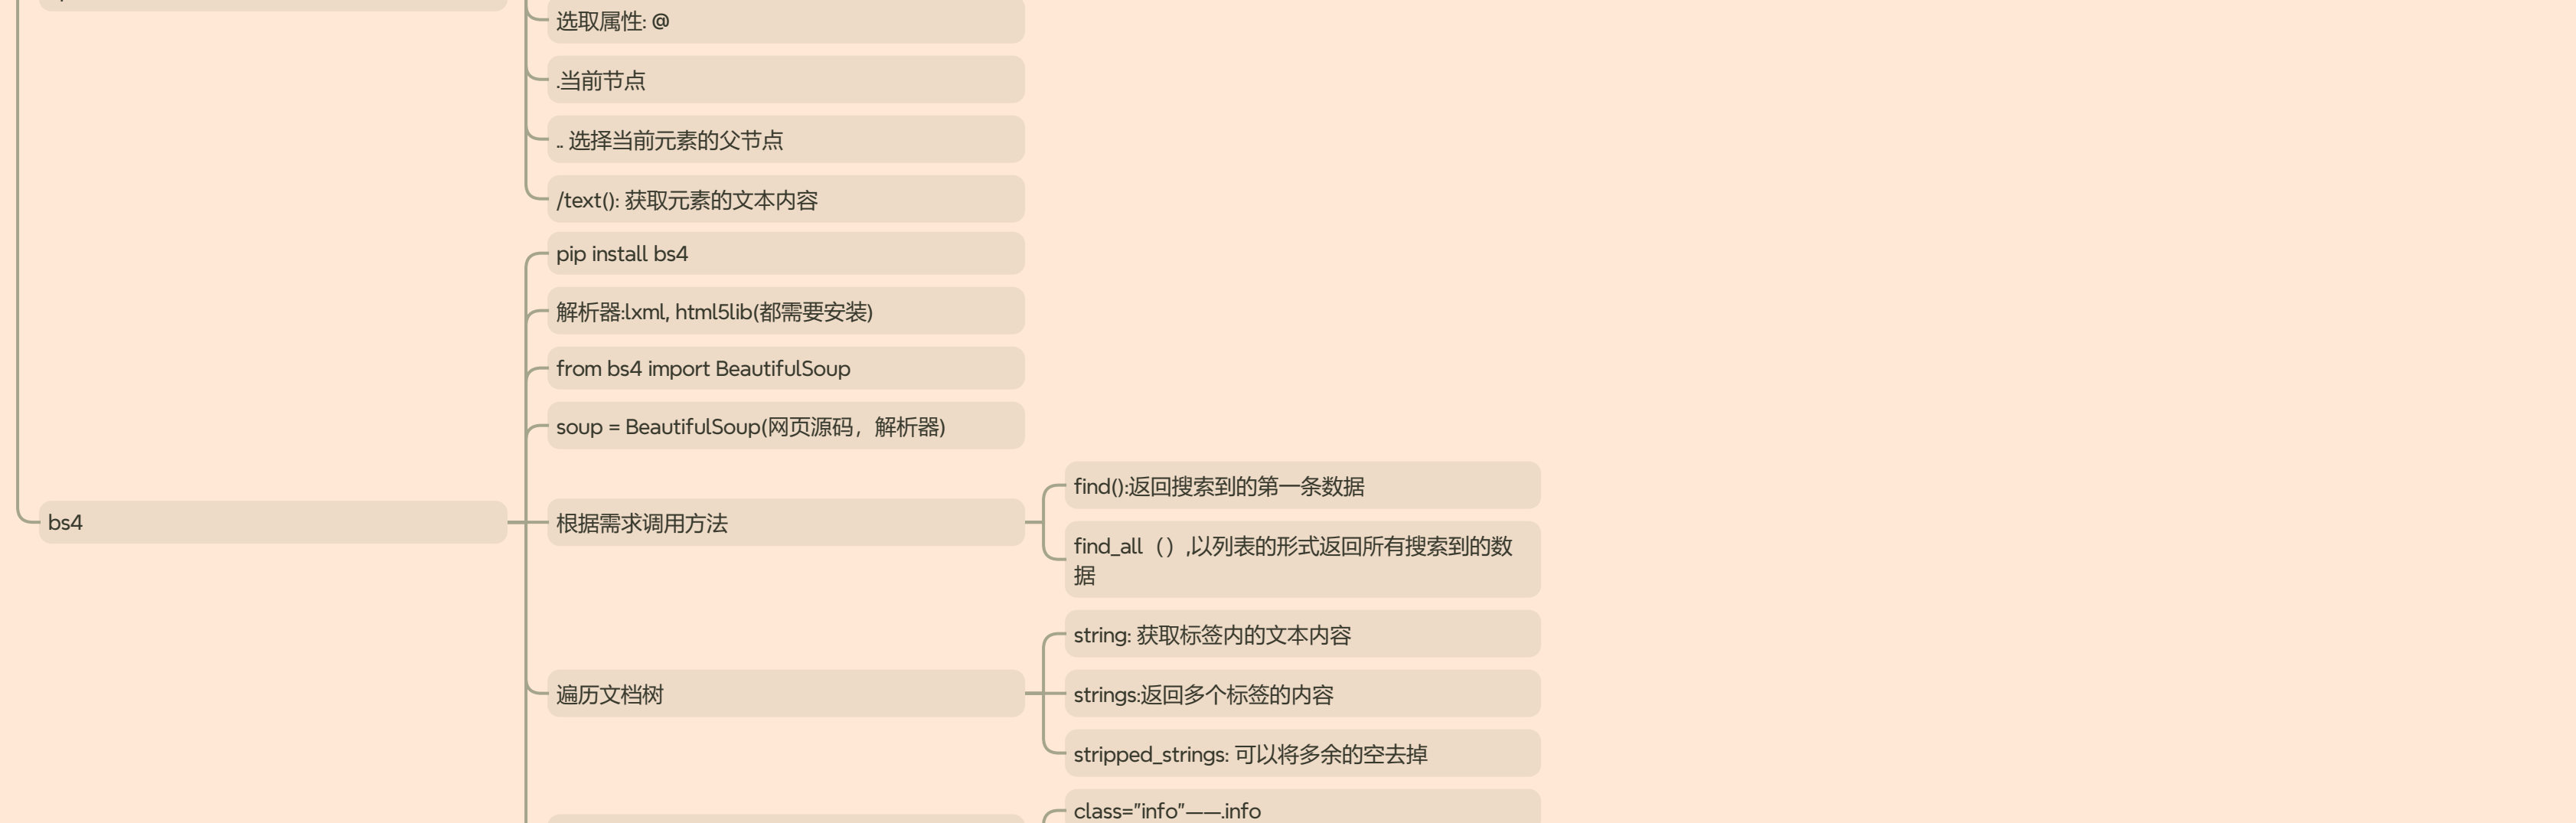 选取属性: @
.当前节点
.. 选择当前元素的父节点
/text(): 获取元素的文本内容
pip install bs4
解析器:lxml, html5lib(都需要安装)
from bs4 import BeautifulSoup
soup = BeautifulSoup(网页源码，解析器)
bs4
根据需求调用方法
find():返回搜索到的第一条数据
find_all（）,以列表的形式返回所有搜索到的数
据
遍历文档树
string: 获取标签内的文本内容
strings:返回多个标签的内容
stripped_strings: 可以将多余的空去掉
class="info"——.info